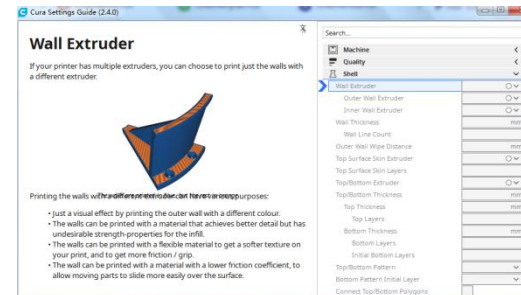 Cura Settings Guide (2.4.0)
Wall Extruder
If your printer has multiple extruders, you can choose to print just the walls with
a different extruder.
Printing the walls with a different extruder can have various purposes:
• Just a visual effect by printing the outer wall with a different colour.
• The walls can be printed with a material that achieves better detail but has
undesirable strength-properties for the infill.
• The walls can be printed with a flexible material to get a softer texture on
your print, and to get more friction / grip.
• The wall can be printed with a material with a lower friction coefficient, to
allow moving parts to slide more easily over the surface.
Search...
Machine
Quality
Shell
Wall Extruder
Outer Wall Extruder
Inner Wall Extruder
Wall Thickness mm
Wall Line Count
Outer Wall Wipe Distance mm
Top Surface Skin Extruder
Top Surface Skin Layers
Top/Bottom Extruder
Top/Bottom Thickness mm
Top Thickness mm
Top Layers
Bottom Thickness mm
Bottom Layers
Initial Bottom Layers
Top/Bottom Pattern
Bottom Pattern Initial Layer
Connect Top/Bottom Polygons